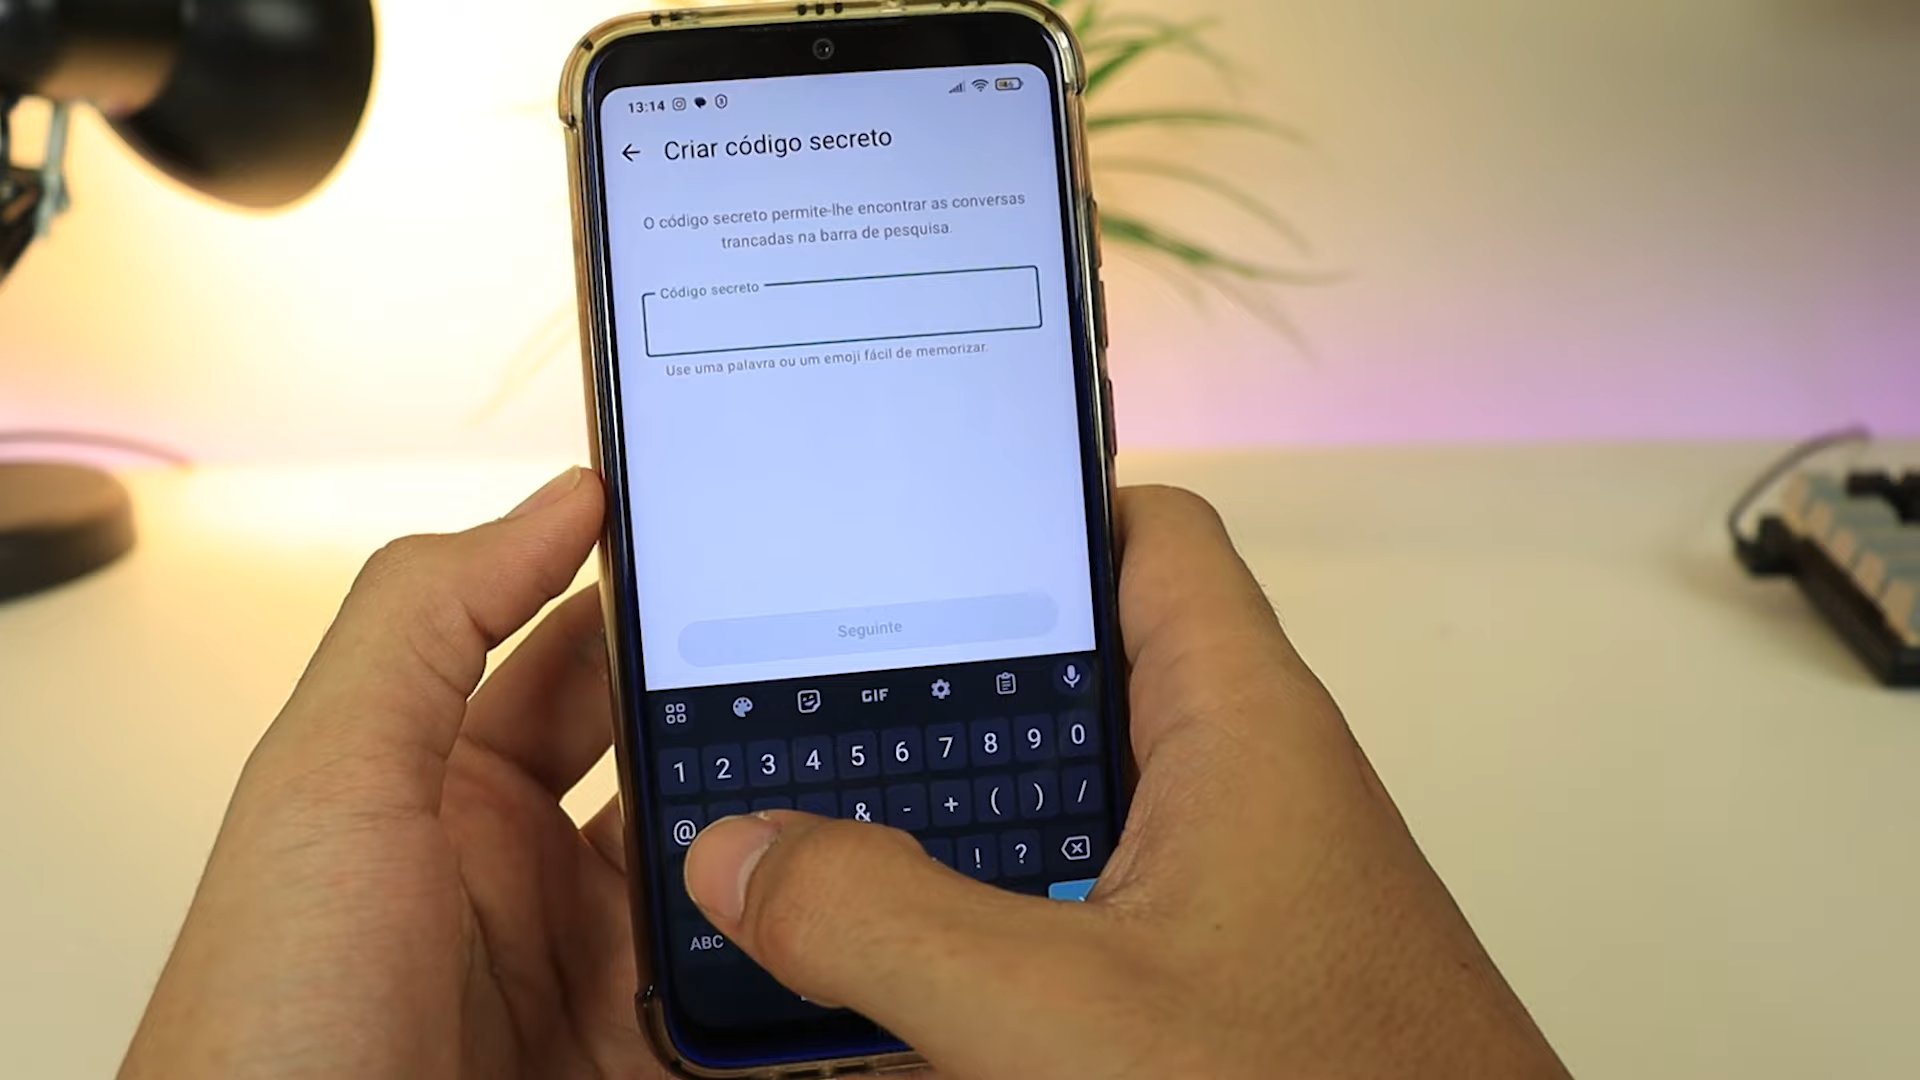 13:14
Criar código secreto
O código secreto permite-lhe encontrar as conversas
trancadas na barra de pesquisa.
Código secreto
Use uma palavra ou um emoji fácil de memorizar.
Seguinte
GIF
1 2 3 4 5 6 7 8 9 0
@ & - + ( ) /
! ?
ABC